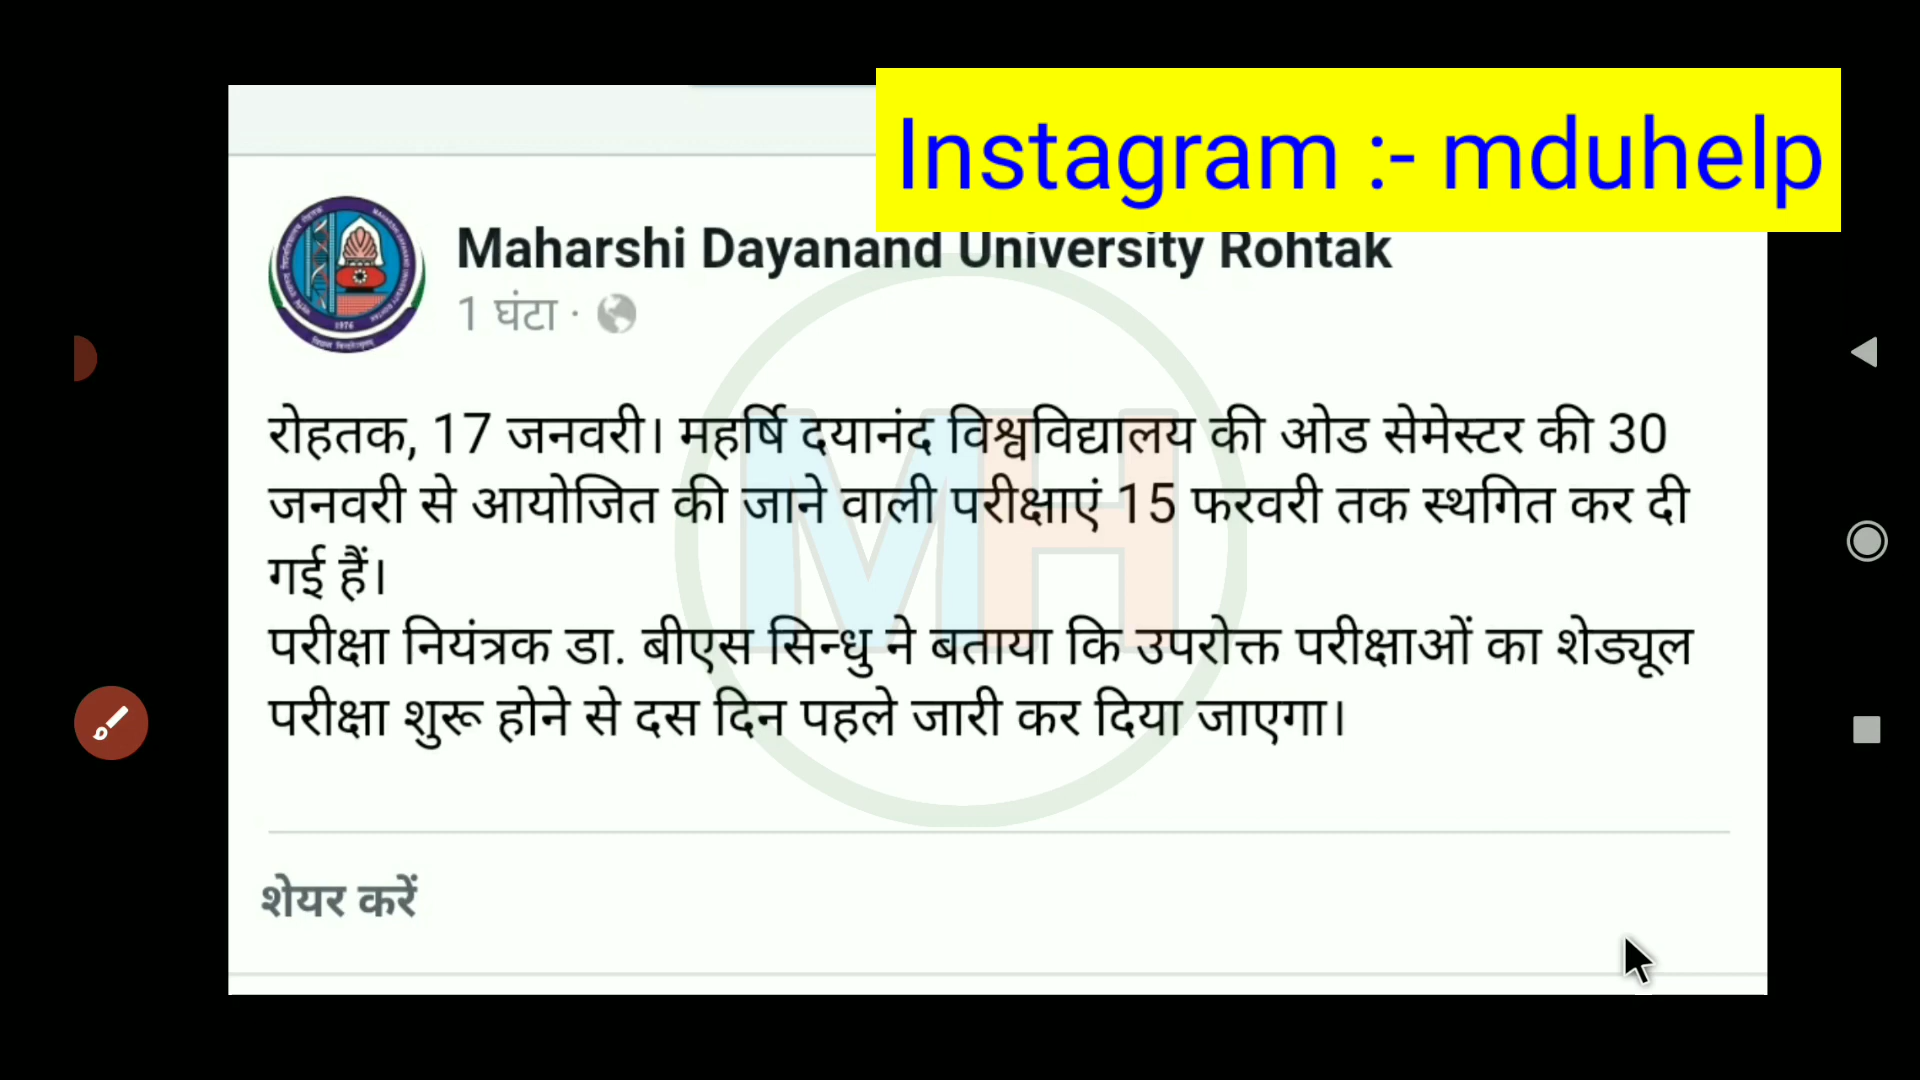 Instagram :- mduhelp
Maharshi Dayanand University Rohtak
1 घंटा ·
रोहतक, 17 जनवरी। महर्षि दयानंद विश्वविद्यालय की ओड सेमेस्टर की 30
जनवरी से आयोजित की जाने वाली परीक्षाएं 15 फरवरी तक स्थगित कर दी
गई हैं।
परीक्षा नियंत्रक डा. बीएस सिन्धु ने बताया कि उपरोक्त परीक्षाओं का शेड्यूल
परीक्षा शुरू होने से दस दिन पहले जारी कर दिया जाएगा।
MH
शेयर करें